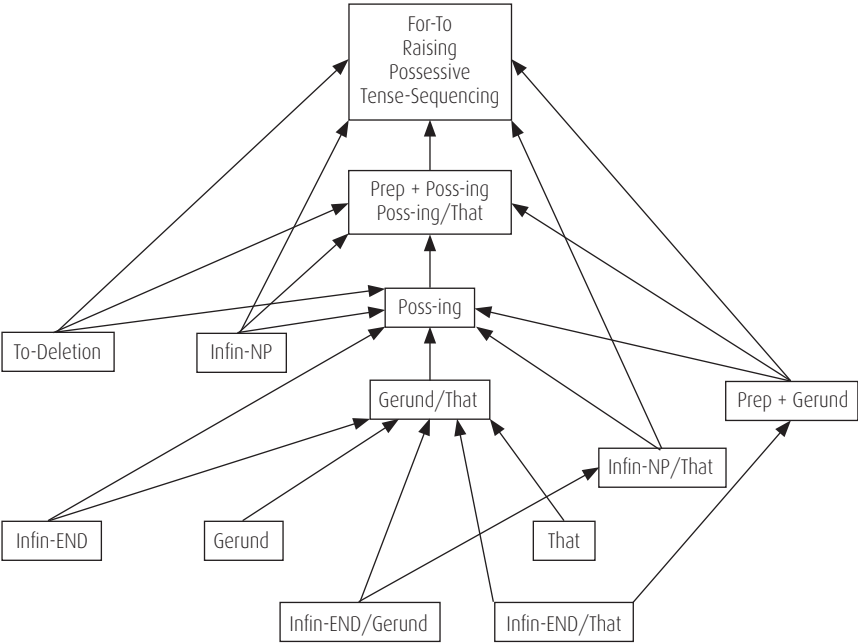 For-To
Raising
Possessive
Tense-Sequencing
Prep + Poss-ing
Poss-ing/That
Poss-ing
To-Deletion
Infin-NP
Gerund/That
Prep + Gerund
Infin-NP/That
Infin-END
Gerund
That
Infin-END/Gerund
Infin-END/That